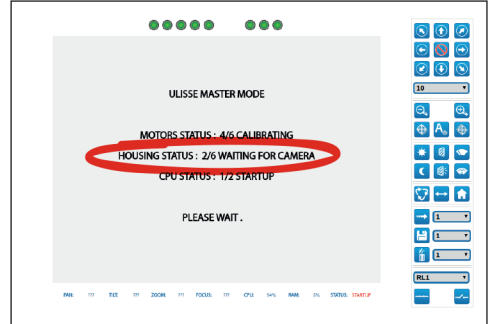 ULISSE MASTER MODE
MOTORS STATUS : 4/6 CALIBRATING
HOUSING STATUS : 2/6 WAITING FOR CAMERA
CPU STATUS : 1/2 STARTUP
PLEASE WAIT .
10
A
1
1
1
RL1
PAN: ??? TILT: ??? ZOOM: ??? FOCUS: ??? CPU: 54% RAM: 5% STATUS: STARTUP